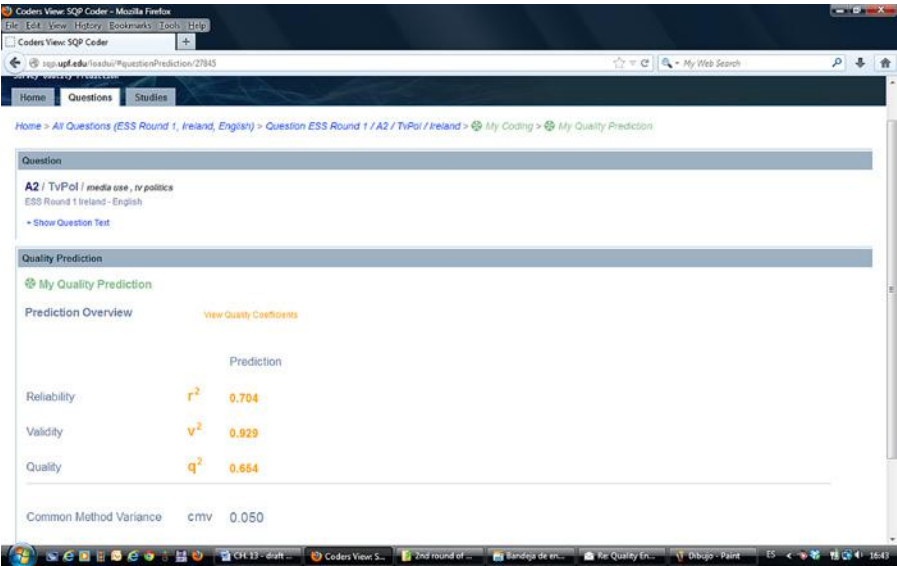 Coders View: SQP Coder - Mozilla Firefox
File Edit View History Bookmarks Tools Help
Coders View: SQP Coder +
sqp.upf.edu/loadui/#questionPrediction/27845 My Web Search
Survey Quality Prediction
Home Questions Studies
Home > All Questions (ESS Round 1, Ireland, English) > Question ESS Round 1 / A2 / TvPol / Ireland > My Coding > My Quality Prediction
Question
A2 / TvPol / media use , tv politics
ESS Round 1 Ireland - English
+ Show Question Text
Quality Prediction
My Quality Prediction
Prediction Overview View Quality Coefficients
Prediction
Reliability r² 0.704
Validity v² 0.929
Quality q² 0.654
Common Method Variance cmv 0.050
CH.13 - draft ... Coders View: S... 2nd round of ... Bandeja de en... Re: Quality En... Dibujo - Paint ES 16:43